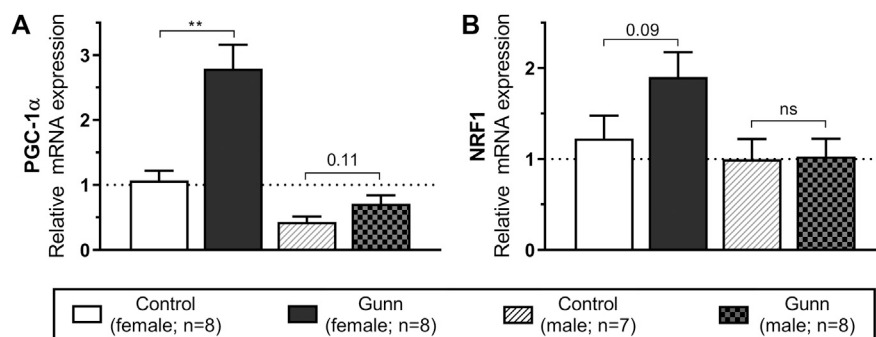 A
PGC-1α
Relative mRNA expression
3
2
1
0
**
0.11
B
NRF1
Relative mRNA expression
2
1
0
0.09
ns
Control
(female; n=8)
Gunn
(female; n=8)
Control
(male; n=7)
Gunn
(male; n=8)